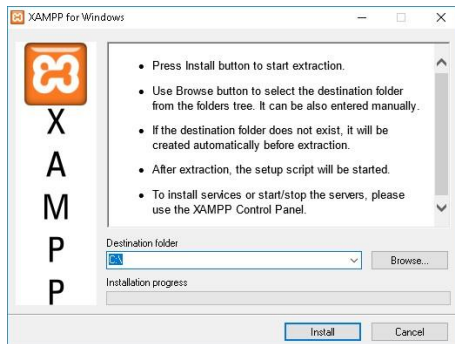 XAMPP for Windows
X
A
M
P
P
• Press Install button to start extraction.
• Use Browse button to select the destination folder
from the folders tree. It can be also entered manually.
• If the destination folder does not exist, it will be
created automatically before extraction.
• After extraction, the setup script will be started.
• To install services or start/stop the servers, please
use the XAMPP Control Panel.
Destination folder
C:\
Browse...
Installation progress
Install
Cancel